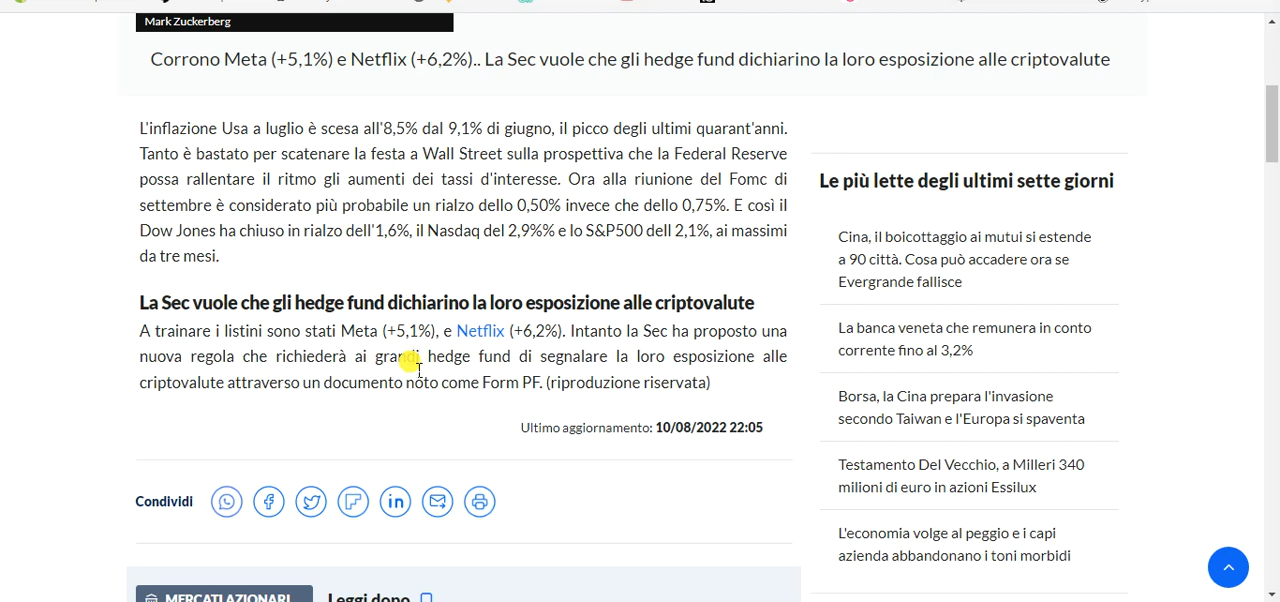 Mark Zuckerberg
Corrono Meta (+5,1%) e Netflix (+6,2%).. La Sec vuole che gli hedge fund dichiarino la loro esposizione alle criptovalute
L'inflazione Usa a luglio è scesa all'8,5% dal 9,1% di giugno, il picco degli ultimi quarant'anni.
Tanto è bastato per scatenare la festa a Wall Street sulla prospettiva che la Federal Reserve
possa rallentare il ritmo gli aumenti dei tassi d'interesse. Ora alla riunione del Fomc di
settembre è considerato più probabile un rialzo dello 0,50% invece che dello 0,75%. E così il
Dow Jones ha chiuso in rialzo dell'1,6%, il Nasdaq del 2,9%% e lo S&P500 dell 2,1%, ai massimi
da tre mesi.
La Sec vuole che gli hedge fund dichiarino la loro esposizione alle criptovalute
A trainare i listini sono stati Meta (+5,1%), e Netflix (+6,2%). Intanto la Sec ha proposto una
nuova regola che richiederà ai grandi hedge fund di segnalare la loro esposizione alle
criptovalute attraverso un documento noto come Form PF. (riproduzione riservata)
Ultimo aggiornamento: 10/08/2022 22:05
Condividi
MERCATI AZIONARI
Leggi dopo
Le più lette degli ultimi sette giorni
Cina, il boicottaggio ai mutui si estende
a 90 città. Cosa può accadere ora se
Evergrande fallisce
La banca veneta che remunera in conto
corrente fino al 3,2%
Borsa, la Cina prepara l'invasione
secondo Taiwan e l'Europa si spaventa
Testamento Del Vecchio, a Milleri 340
milioni di euro in azioni Essilux
L'economia volge al peggio e i capi
azienda abbandonano i toni morbidi